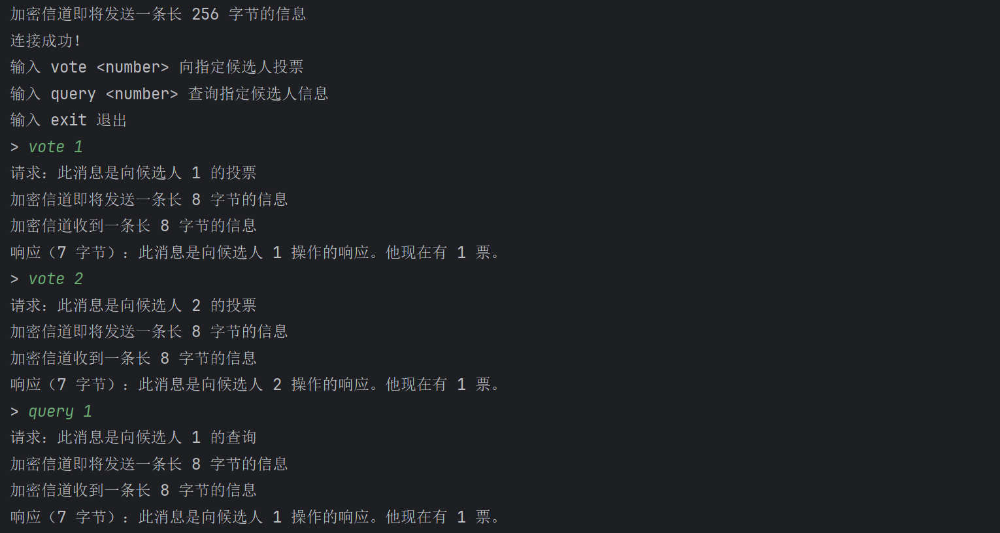 加密信道即将发送一条长 256 字节的信息
连接成功!
输入 vote <number> 向指定候选人投票
输入 query <number> 查询指定候选人信息
输入 exit 退出
> vote 1
请求：此消息是向候选人 1 的投票
加密信道即将发送一条长 8 字节的信息
加密信道收到一条长 8 字节的信息
响应（7 字节）：此消息是向候选人 1 操作的响应。他现在有 1 票。
> vote 2
请求：此消息是向候选人 2 的投票
加密信道即将发送一条长 8 字节的信息
加密信道收到一条长 8 字节的信息
响应（7 字节）：此消息是向候选人 2 操作的响应。他现在有 1 票。
> query 1
请求：此消息是向候选人 1 的查询
加密信道即将发送一条长 8 字节的信息
加密信道收到一条长 8 字节的信息
响应（7 字节）：此消息是向候选人 1 操作的响应。他现在有 1 票。